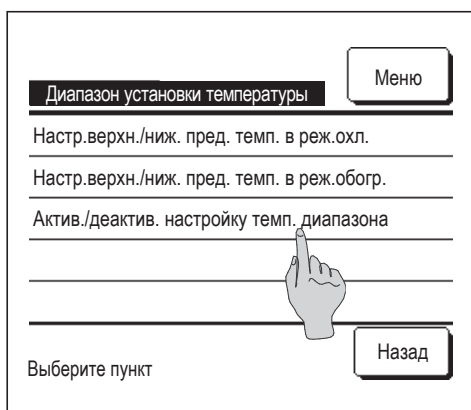 Меню
Диапазон установки температуры
Настр.верхн./ниж. пред. темп. в реж.охл.
Настр.верхн./ниж. пред. темп. в реж.обогр.
Актив./деактив. настройку темп. диапазона
Назад
Выберите пункт